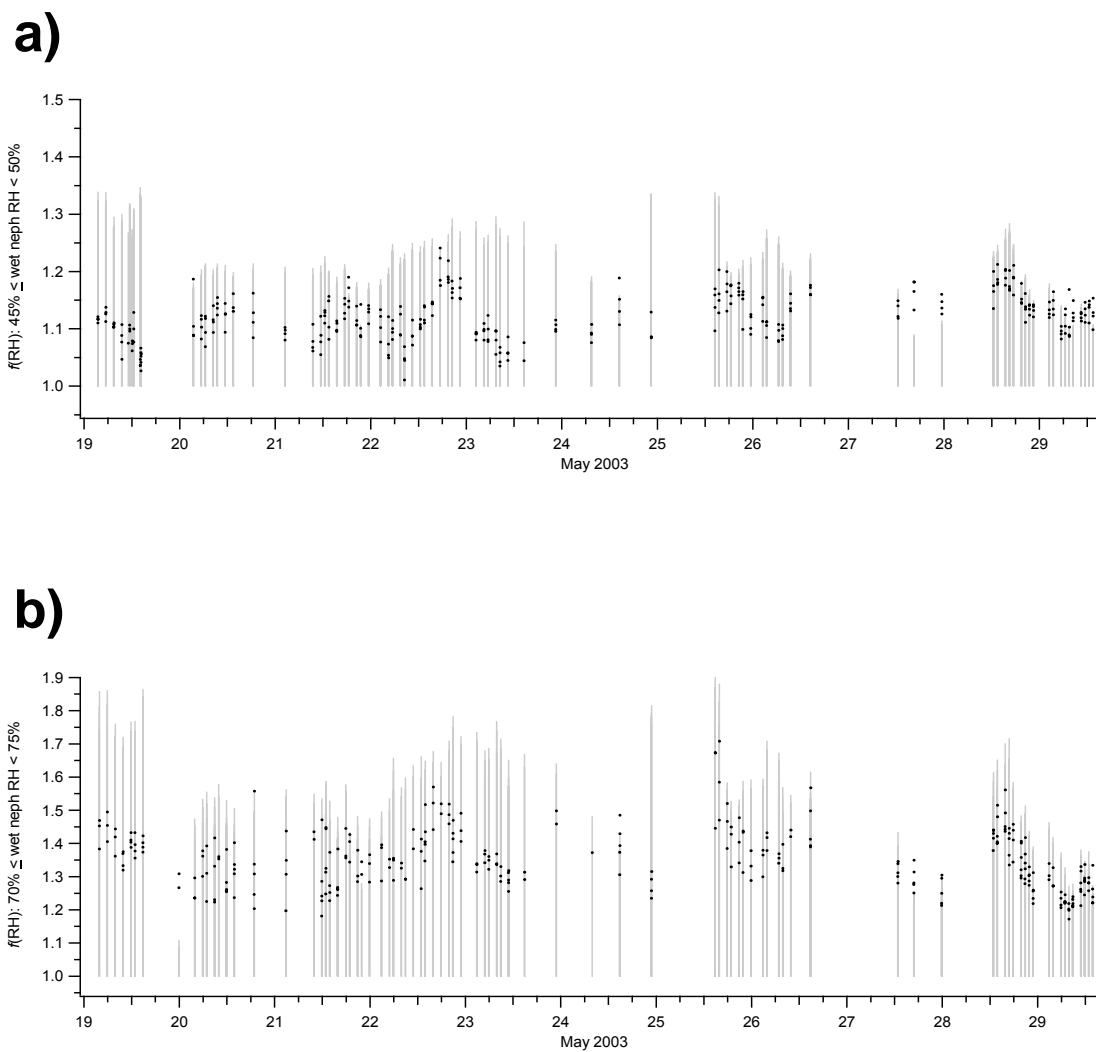 a)
1.5
1.4
1.3
1.2
1.1
1.0
f(RH): 45% ≤ wet neph RH < 50%
19 20 21 22 23 24 25 26 27 28 29
May 2003
b)
1.9
1.8
1.7
1.6
1.5
1.4
1.3
1.2
1.1
1.0
f(RH): 70% ≤ wet neph RH < 75%
19 20 21 22 23 24 25 26 27 28 29
May 2003